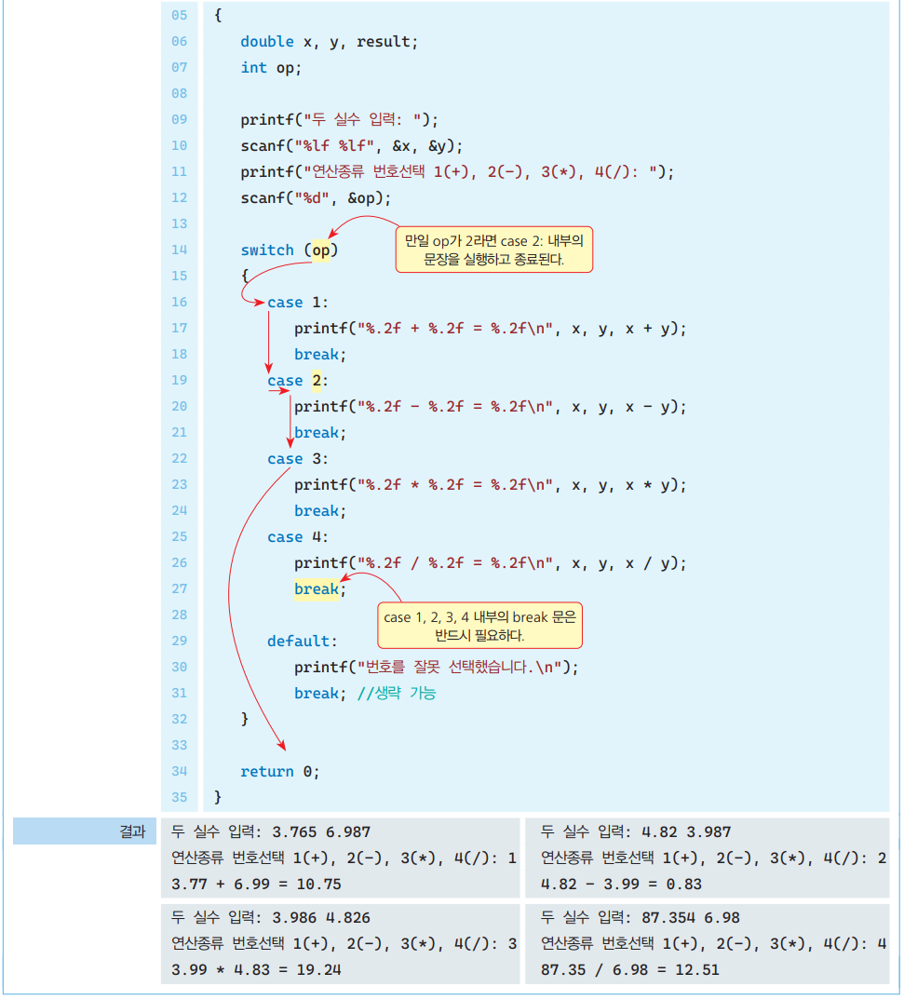 05 {
06 double x, y, result;
07 int op;
08
09 printf("두 실수 입력: ");
10 scanf("%lf %lf", &x, &y);
11 printf("연산종류 번호선택 1(+), 2(-), 3(*), 4(/): ");
12 scanf("%d", &op);
13
14 switch (op)
만일 op가 2라면 case 2: 내부의
문장을 실행하고 종료된다.
15 {
16 case 1:
17 printf("%.2f + %.2f = %.2f\n", x, y, x + y);
18 break;
19 case 2:
20 printf("%.2f - %.2f = %.2f\n", x, y, x - y);
21 break;
22 case 3:
23 printf("%.2f * %.2f = %.2f\n", x, y, x * y);
24 break;
25 case 4:
26 printf("%.2f / %.2f = %.2f\n", x, y, x / y);
27 break;
28
case 1, 2, 3, 4 내부의 break 문은
반드시 필요하다.
29 default:
30 printf("번호를 잘못 선택했습니다.\n");
31 break; //생략 가능
32 }
33
34 return 0;
35 }
결과
두 실수 입력: 3.765 6.987
연산종류 번호선택 1(+), 2(-), 3(*), 4(/): 1
3.77 + 6.99 = 10.75
두 실수 입력: 4.82 3.987
연산종류 번호선택 1(+), 2(-), 3(*), 4(/): 2
4.82 - 3.99 = 0.83
두 실수 입력: 3.986 4.826
연산종류 번호선택 1(+), 2(-), 3(*), 4(/): 3
3.99 * 4.83 = 19.24
두 실수 입력: 87.354 6.98
연산종류 번호선택 1(+), 2(-), 3(*), 4(/): 4
87.35 / 6.98 = 12.51